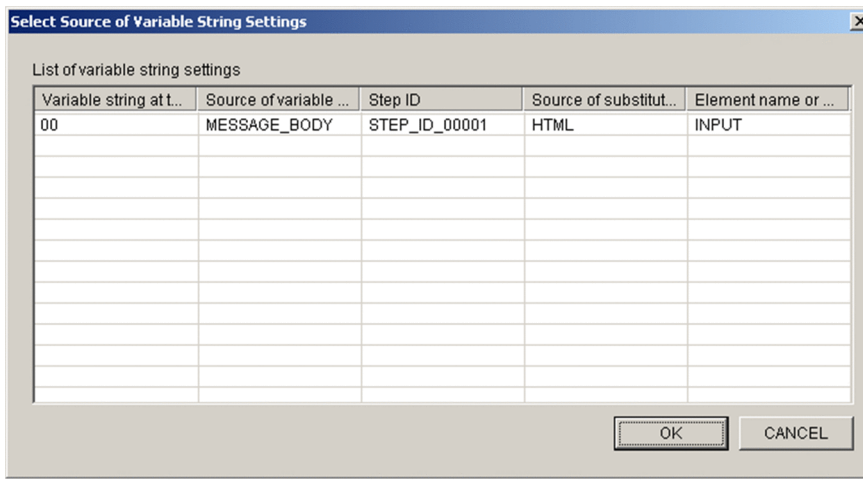 Select Source of Variable String Settings
List of variable string settings
Variable string at t... Source of variable ... Step ID Source of substitut... Element name or ...
00 MESSAGE_BODY STEP_ID_00001 HTML INPUT
OK CANCEL